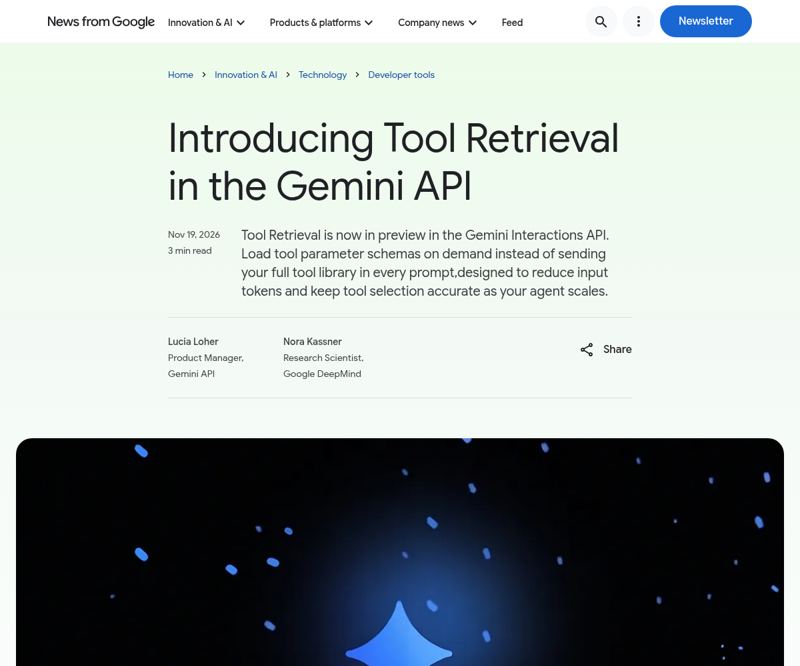 News from Google Innovation & AI Products & platforms Company news Feed Newsletter
Home > Innovation & AI > Technology > Developer tools
Introducing Tool Retrieval
in the Gemini API
Nov 19, 2026
3 min read
Tool Retrieval is now in preview in the Gemini Interactions API.
Load tool parameter schemas on demand instead of sending
your full tool library in every prompt,designed to reduce input
tokens and keep tool selection accurate as your agent scales.
Lucia Loher
Product Manager,
Gemini API
Nora Kassner
Research Scientist,
Google DeepMind
Share